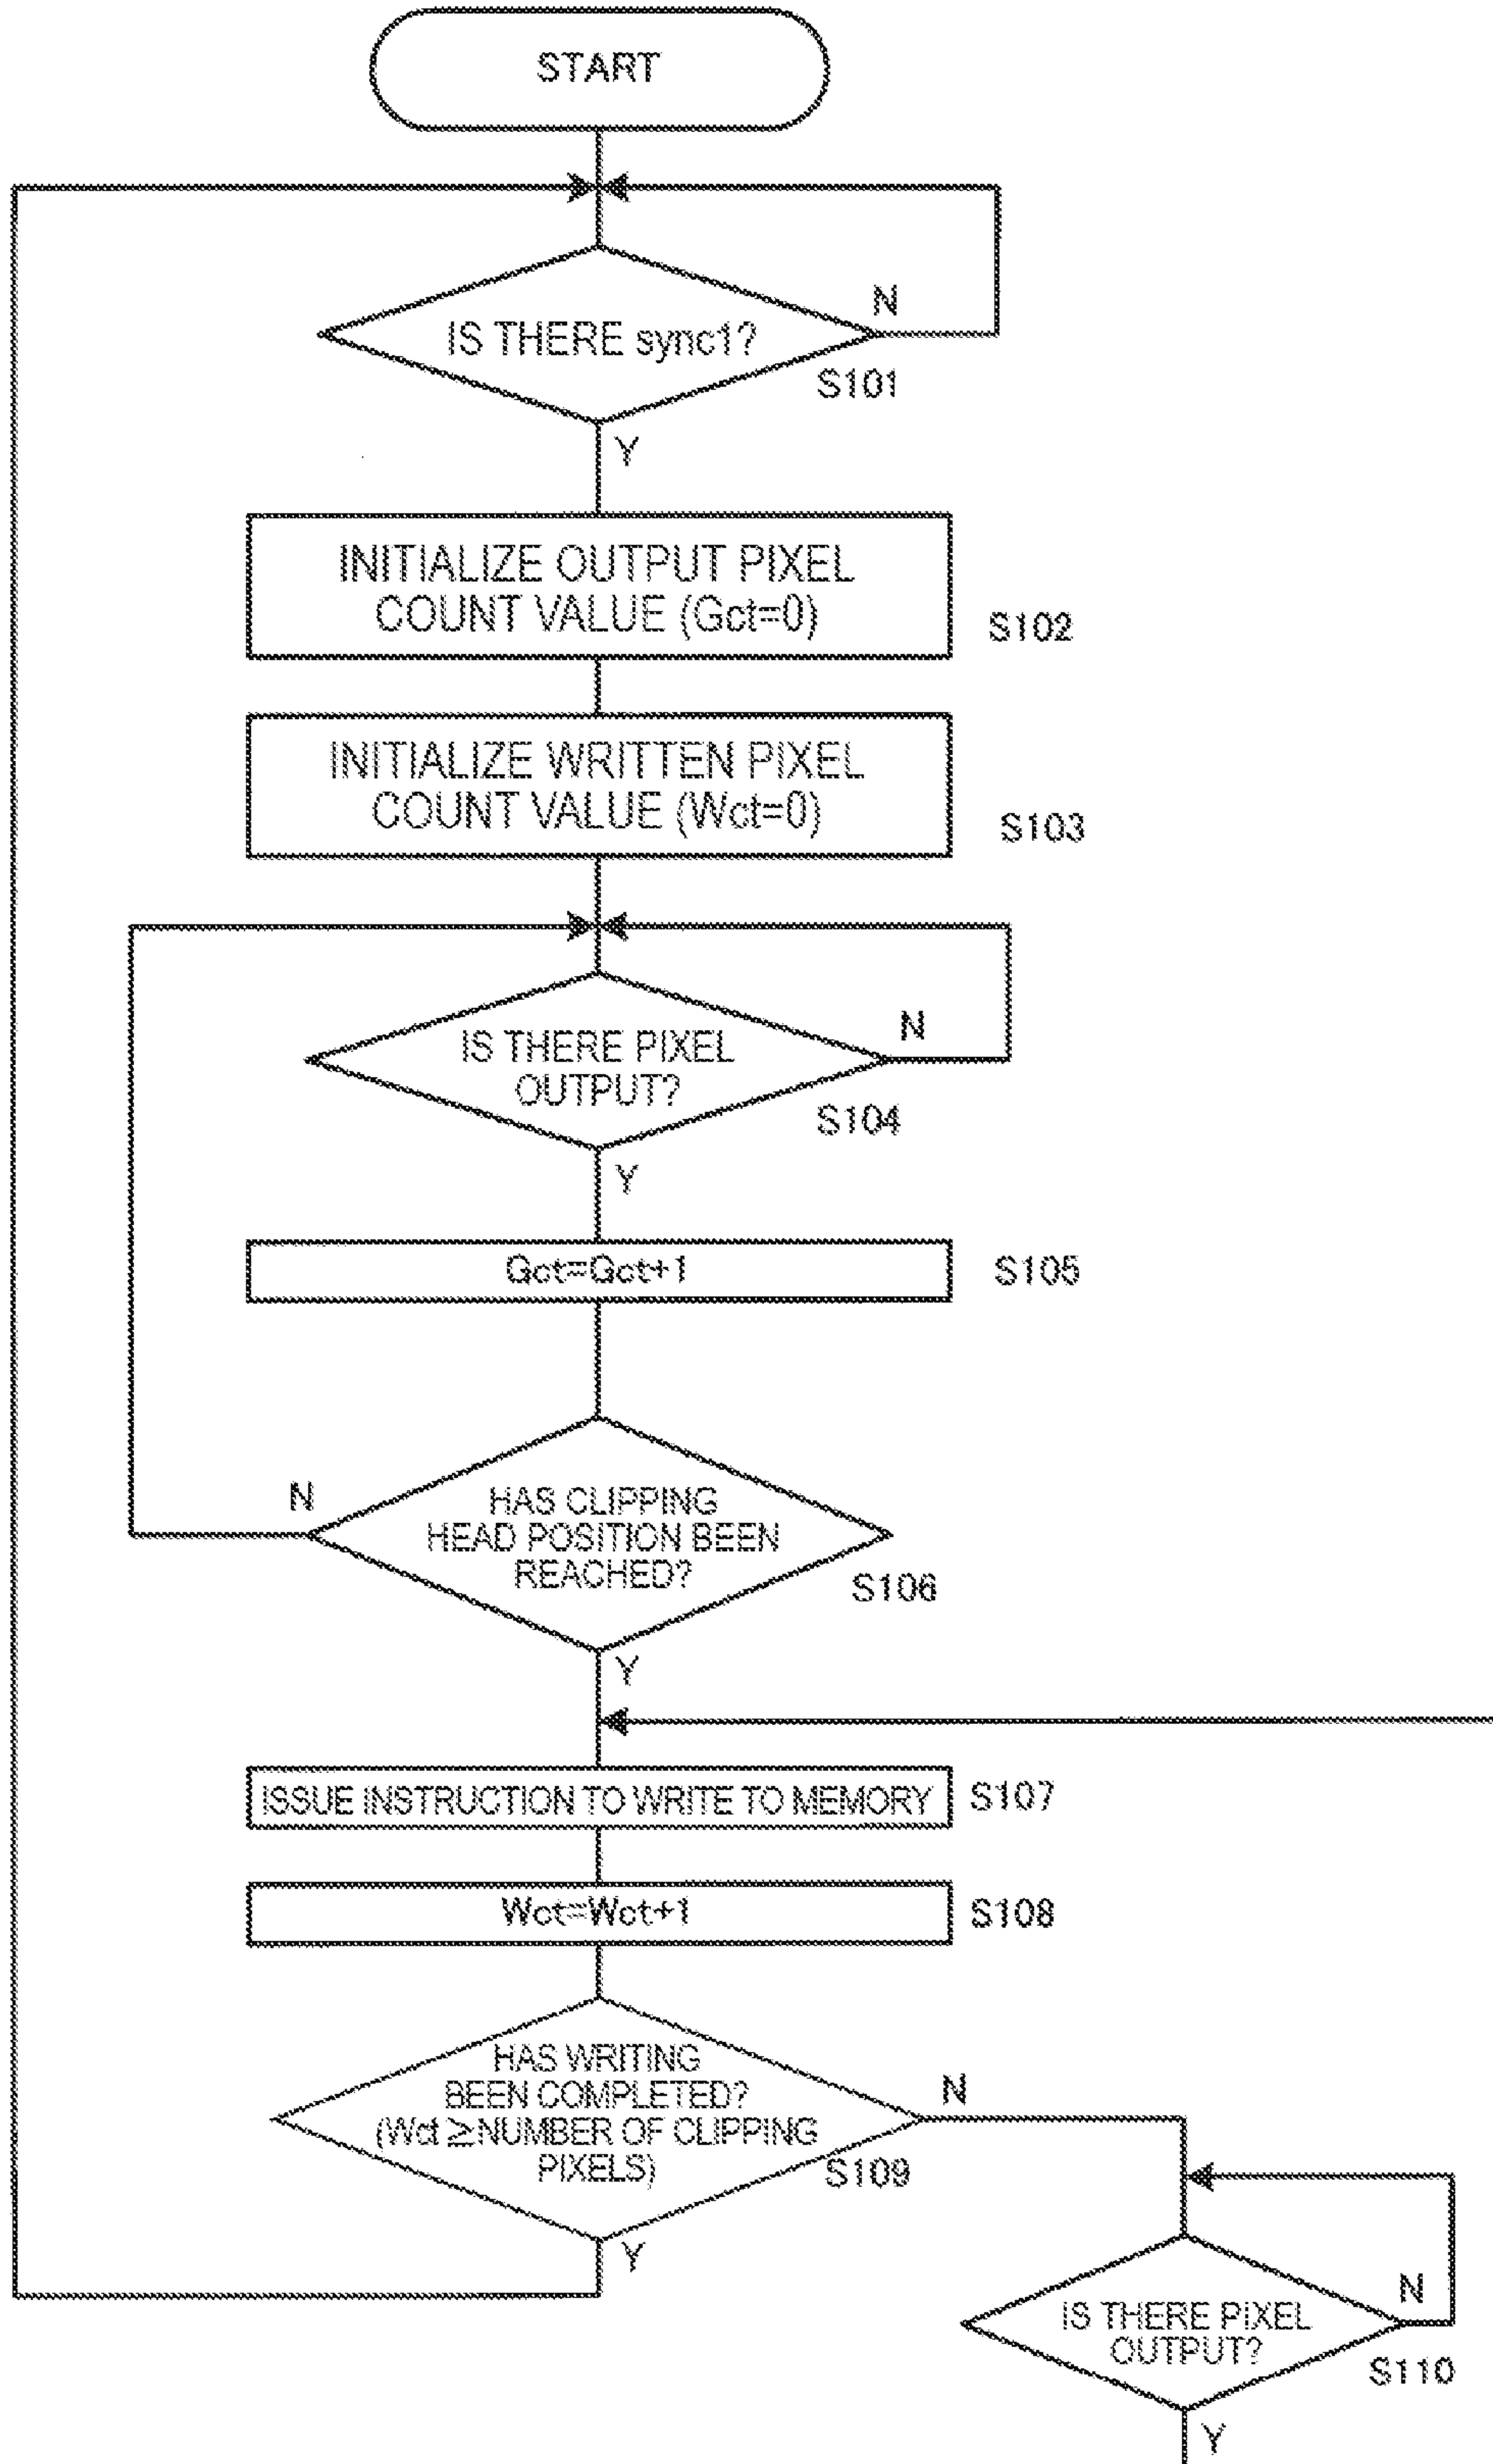 START
IS THERE sync1?
N
S101
Y
INITIALIZE OUTPUT PIXEL
COUNT VALUE (Gct=0)
S102
INITIALIZE WRITTEN PIXEL
COUNT VALUE (Wct=0)
S103
IS THERE PIXEL
OUTPUT?
N
S104
Y
Gct=Gct+1
S105
N
HAS CLIPPING
HEAD POSITION BEEN
REACHED?
S106
Y
ISSUE INSTRUCTION TO WRITE TO MEMORY
S107
Wct=Wct+1
S108
HAS WRITING
BEEN COMPLETED?
(Wct ≧NUMBER OF CLIPPING
PIXELS)
N
S109
Y
IS THERE PIXEL
OUTPUT?
N
S110
Y